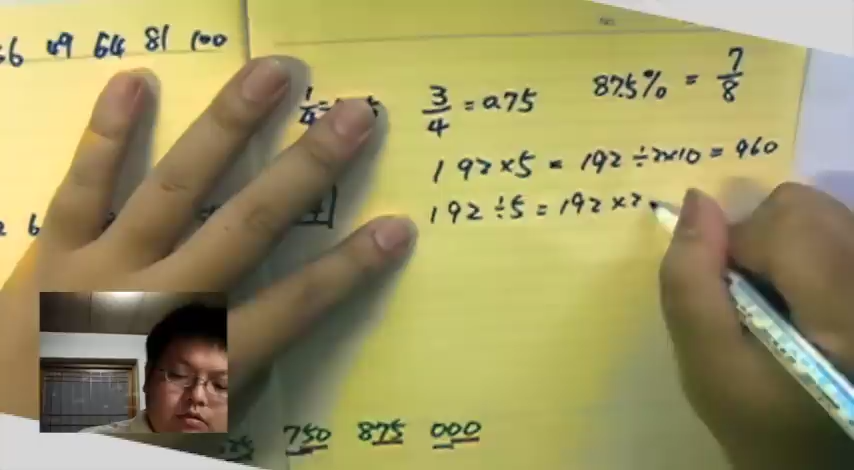 49 64 81 100
3/4 = 0.75
87.5% = 7/8
192×5 = 192÷2×10 = 960
192÷5 = 192×2
750 875 000